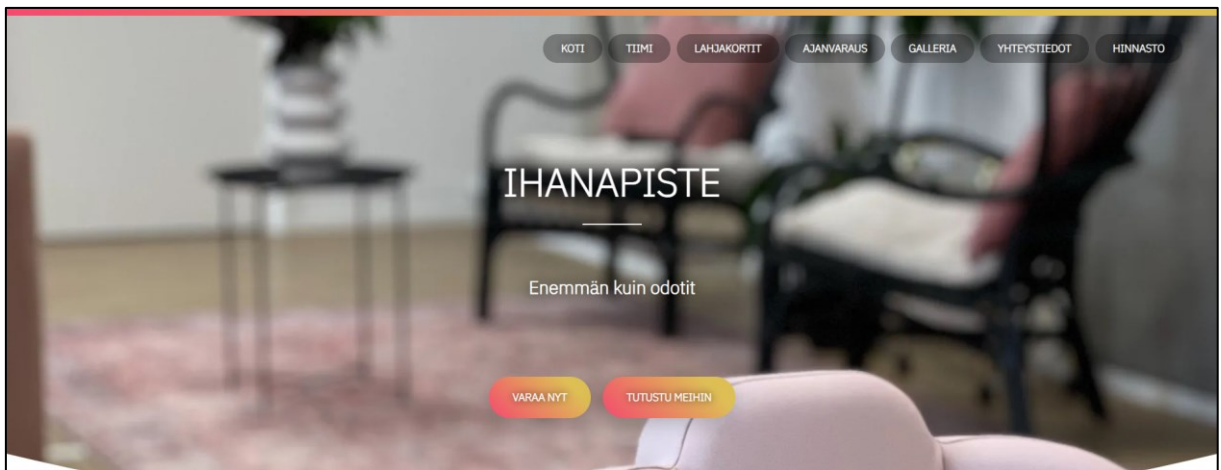 KOTI TIIMI LAHJAKORTIT AJANVARAUS GALLERIA YHTEYSTIEDOT HINNASTO
IHANAPISTE
Enemmän kuin odotit
VARAA NYT TUTUSTU MEIHIN